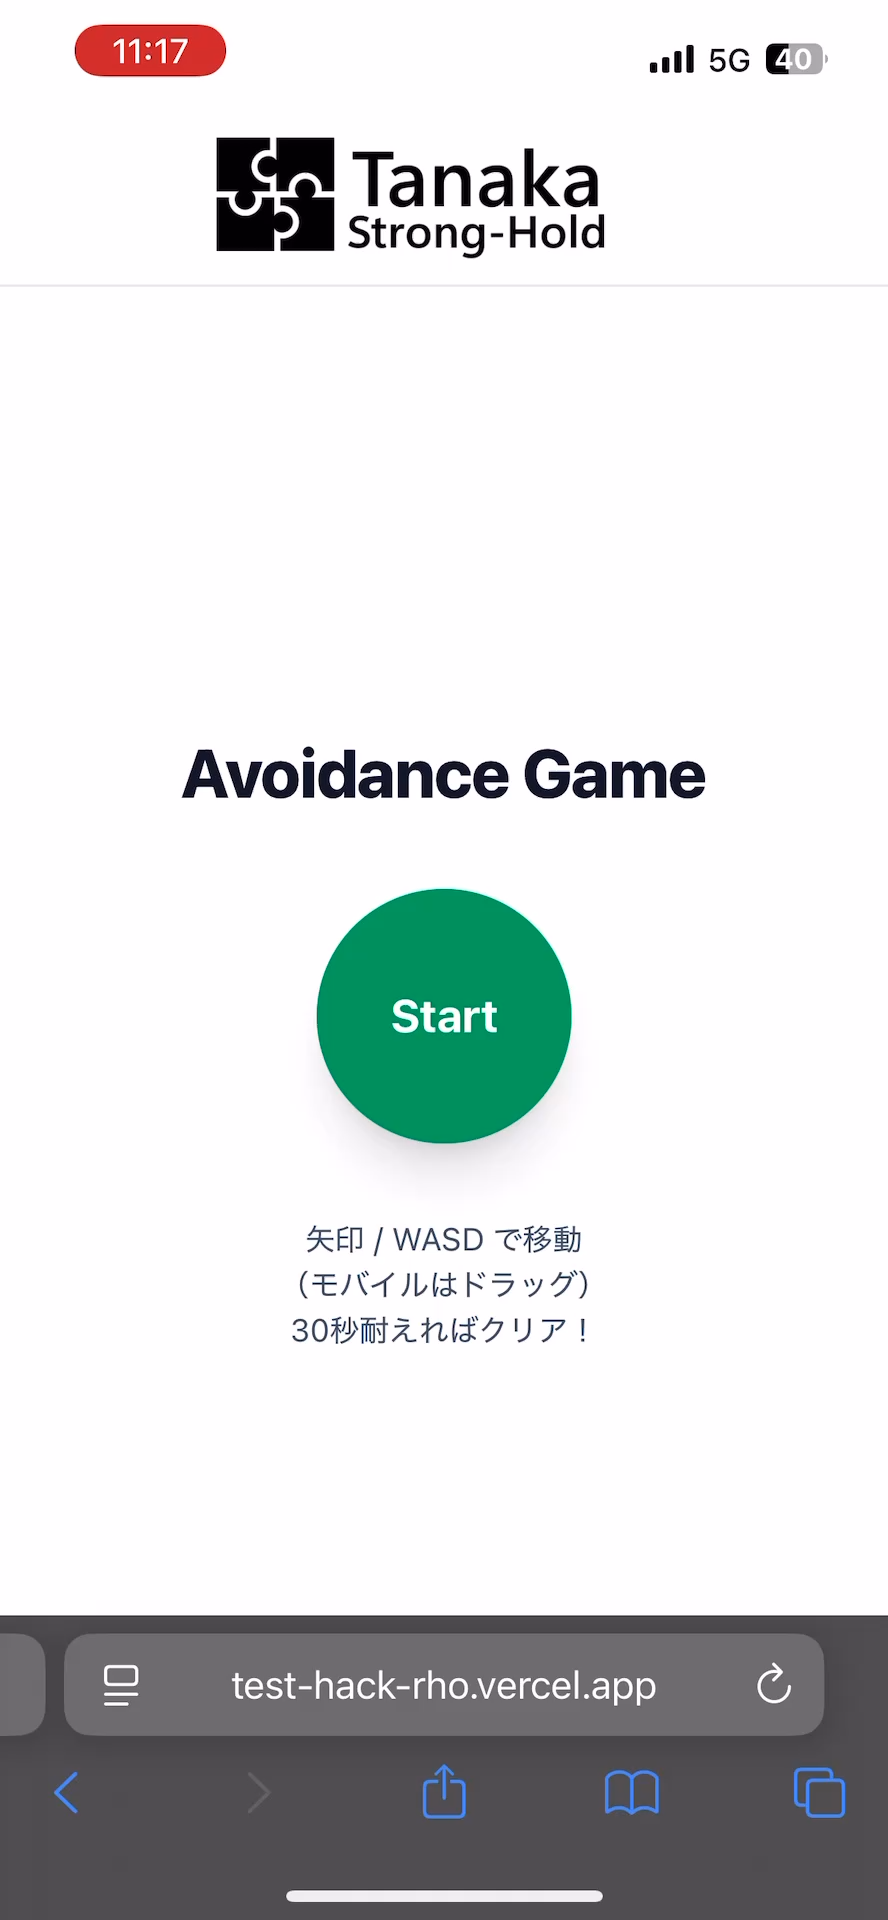 11:17
5G
40
Tanaka
Strong-Hold
Avoidance Game
Start
矢印 / WASD で移動
（モバイルはドラッグ）
30秒耐えればクリア！
test-hack-rho.vercel.app